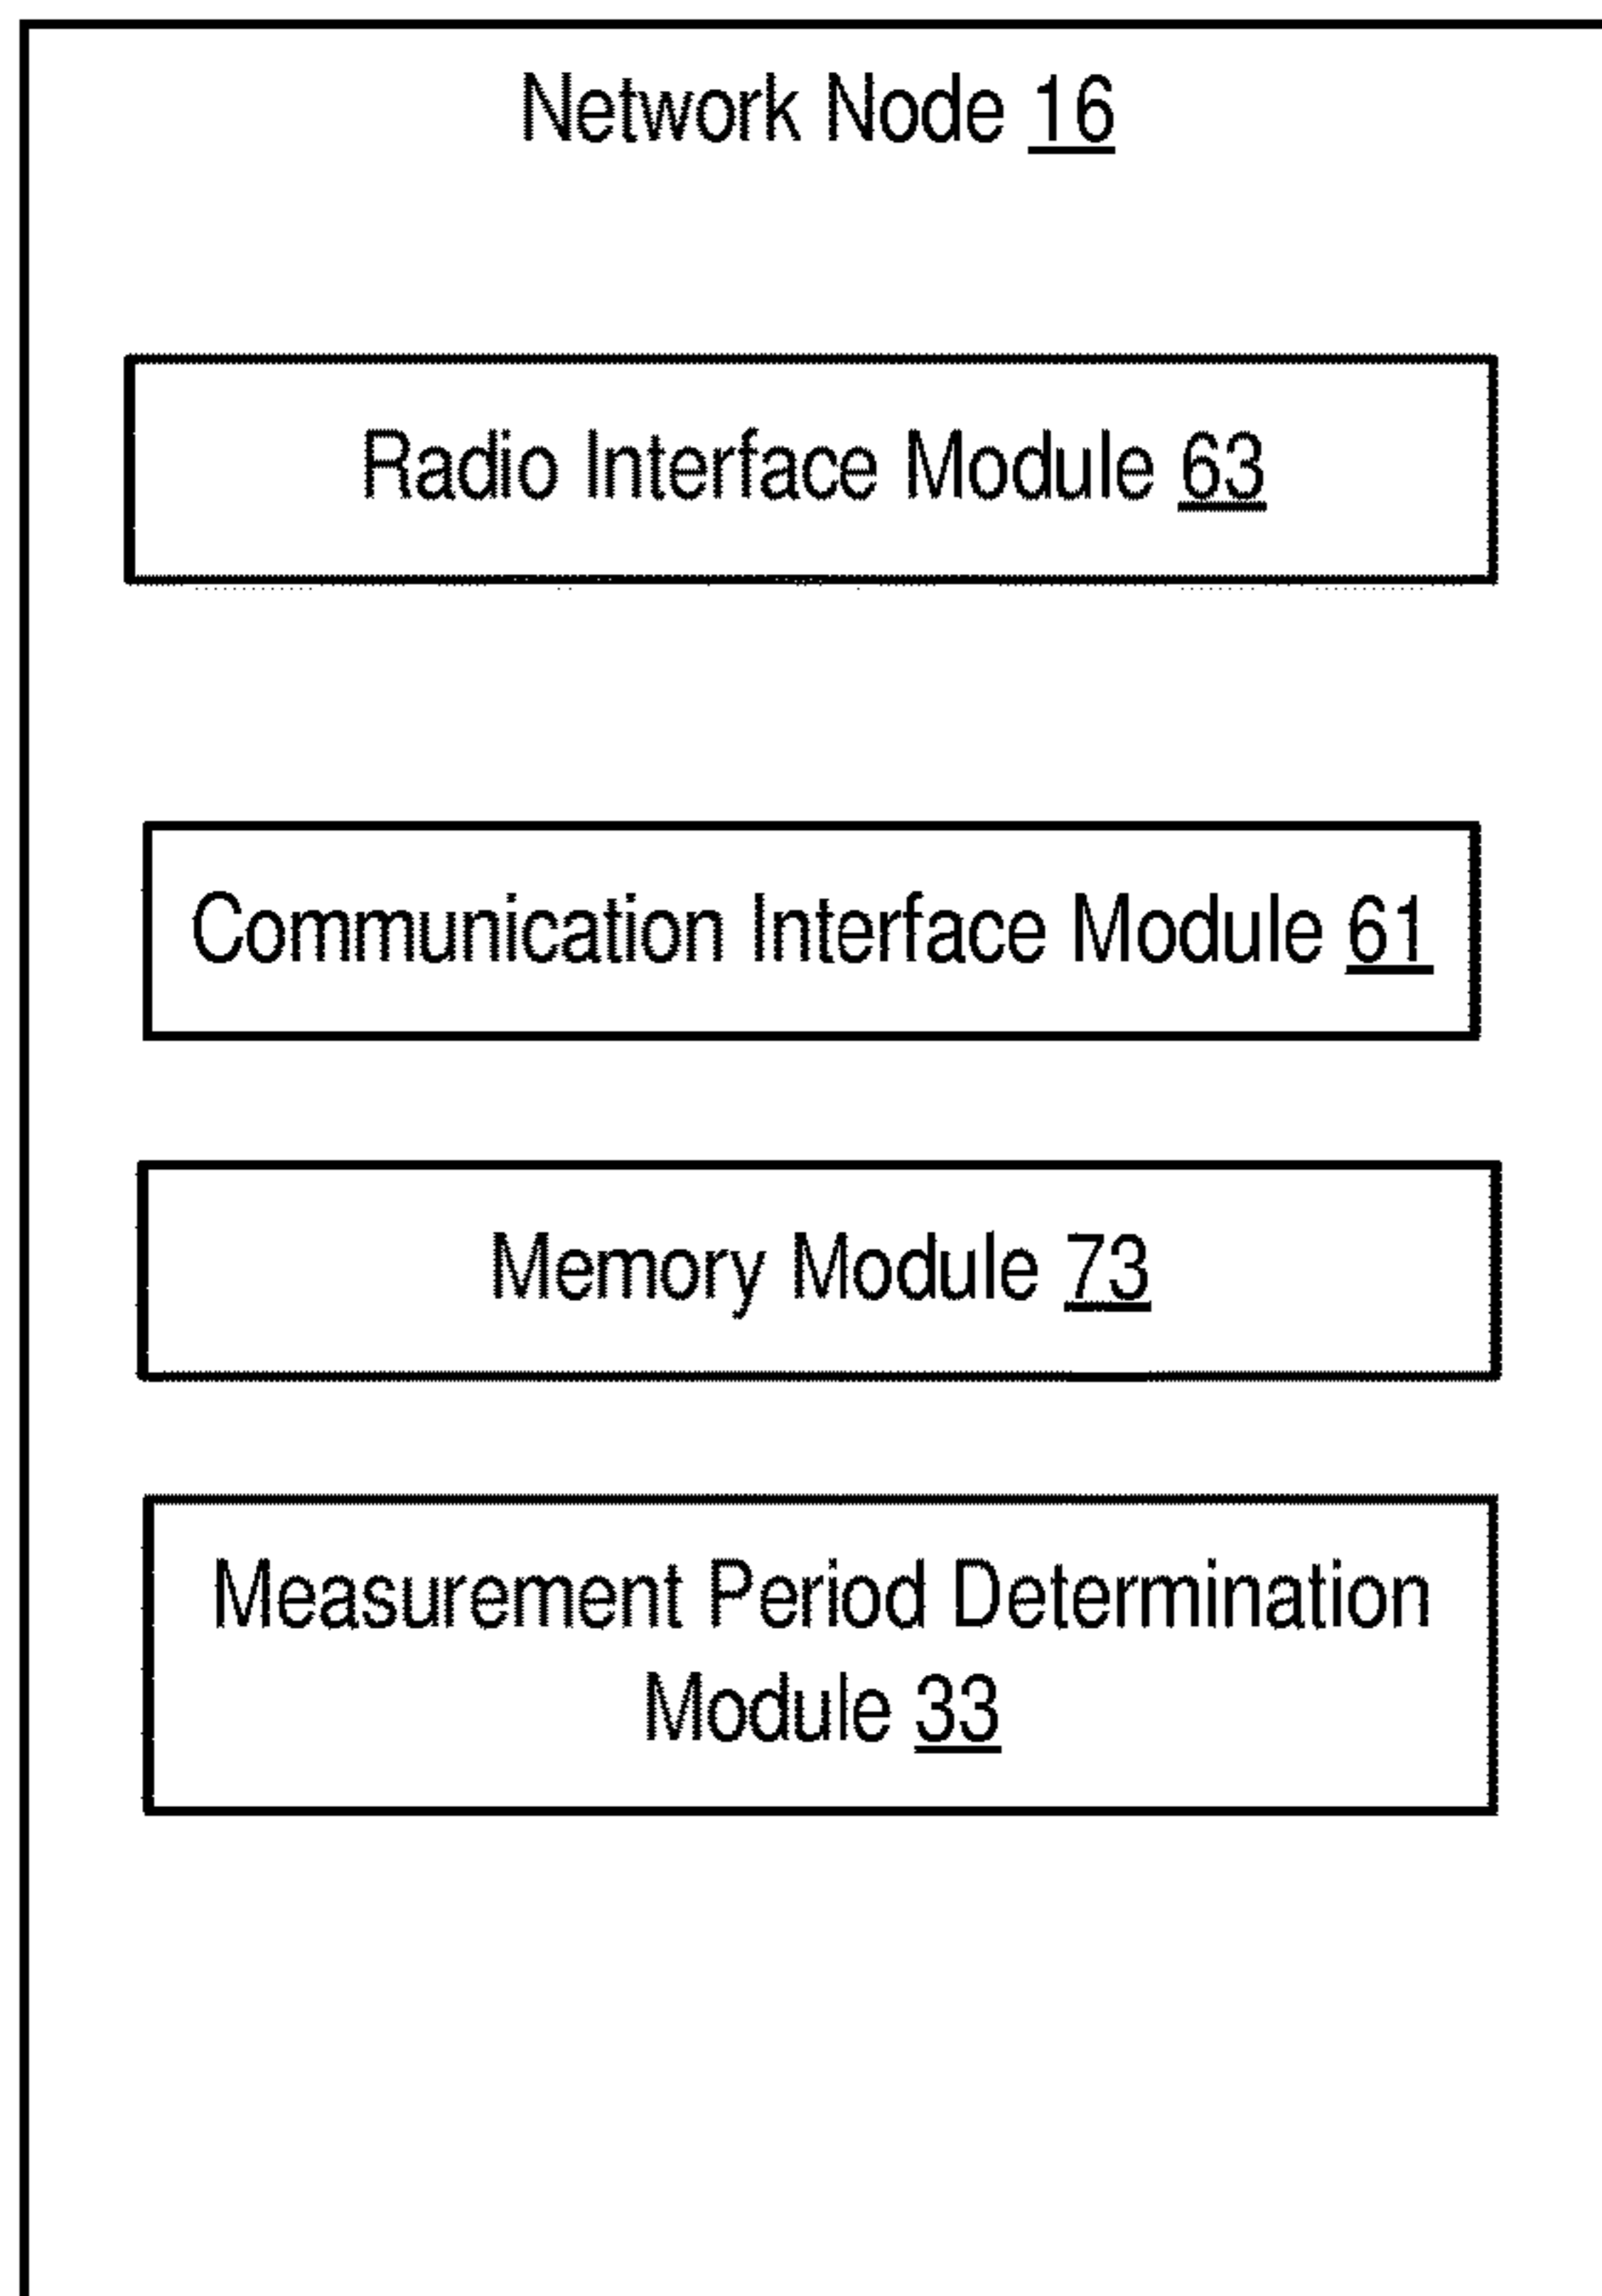 Network Node 16
Radio Interface Module 63
Communication Interface Module 61
Memory Module 73
Measurement Period Determination
Module 33